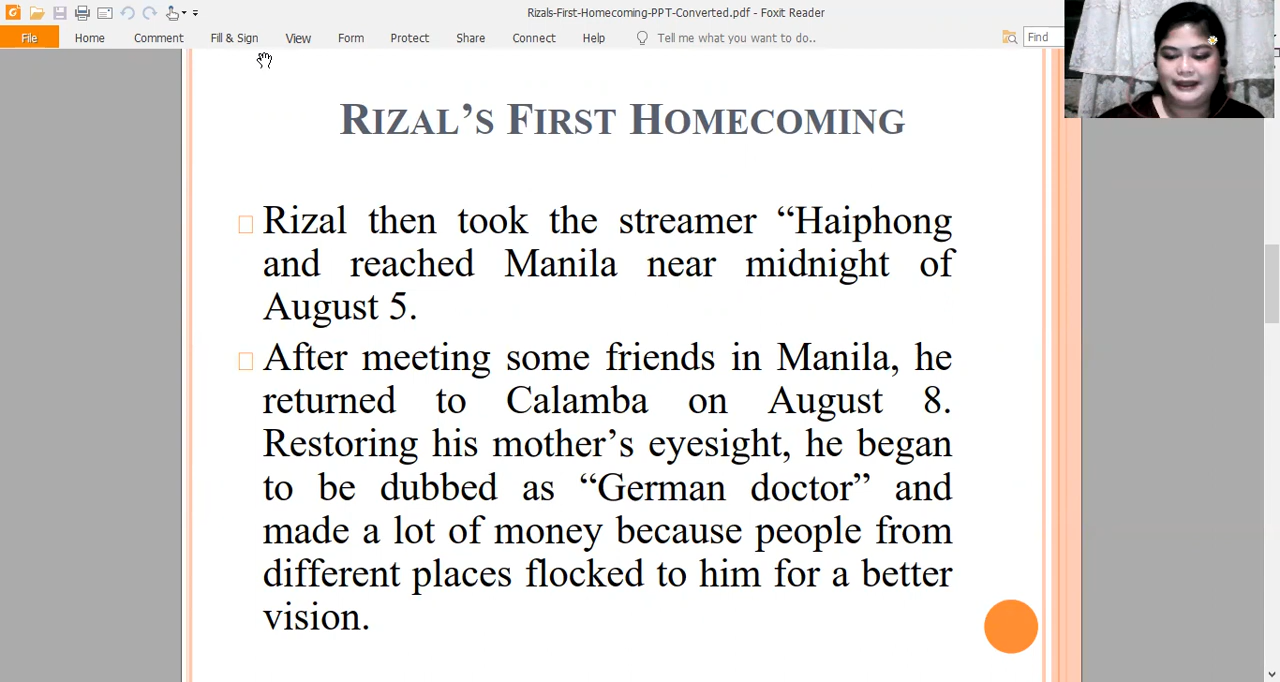 Rizals-First-Homecoming-PPT-Converted.pdf - Foxit Reader
File Home Comment Fill & Sign View Form Protect Share Connect Help Tell me what you want to do.. Find
RIZAL’S FIRST HOMECOMING
Rizal then took the streamer “Haiphong
and reached Manila near midnight of
August 5.
After meeting some friends in Manila, he
returned to Calamba on August 8.
Restoring his mother’s eyesight, he began
to be dubbed as “German doctor” and
made a lot of money because people from
different places flocked to him for a better
vision.